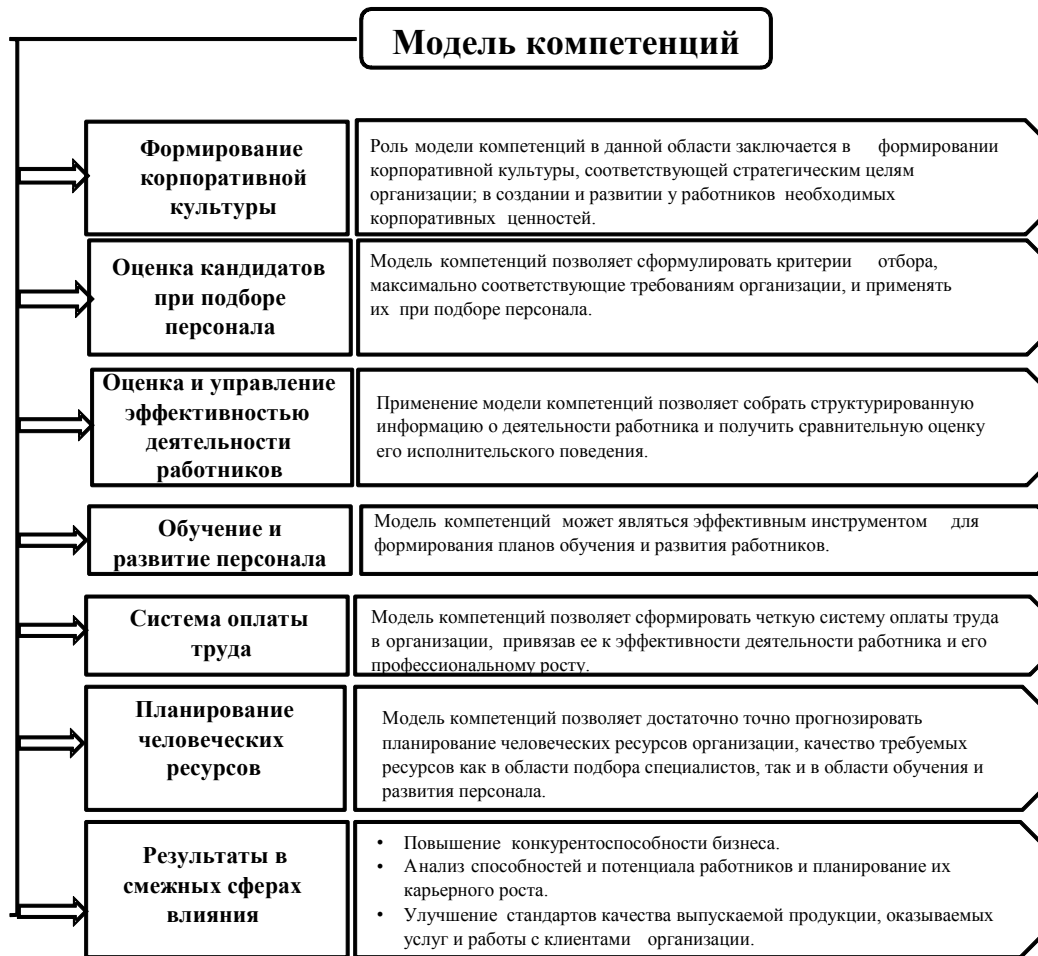 Модель компетенций
Формирование
корпоративной
культуры
Роль модели компетенций в данной области заключается в формировании
корпоративной культуры, соответствующей стратегическим целям
организации; в создании и развитии у работников необходимых
корпоративных ценностей.
Оценка кандидатов
при подборе
персонала
Модель компетенций позволяет сформулировать критерии отбора,
максимально соответствующие требованиям организации, и применять
их при подборе персонала.
Оценка и управление
эффективностью
деятельности
работников
Применение модели компетенций позволяет собрать структурированную
информацию о деятельности работника и получить сравнительную оценку
его исполнительского поведения.
Обучение и
развитие персонала
Модель компетенций может являться эффективным инструментом для
формирования планов обучения и развития работников.
Система оплаты
труда
Модель компетенций позволяет сформировать четкую систему оплаты труда
в организации, привязав ее к эффективности деятельности работника и его
профессиональному росту.
Планирование
человеческих
ресурсов
Модель компетенций позволяет достаточно точно прогнозировать
планирование человеческих ресурсов организации, качество требуемых
ресурсов как в области подбора специалистов, так и в области обучения и
развития персонала.
Результаты в
смежных сферах
влияния
• Повышение конкурентоспособности бизнеса.
• Анализ способностей и потенциала работников и планирование их
карьерного роста.
• Улучшение стандартов качества выпускаемой продукции, оказываемых
услуг и работы с клиентами организации.